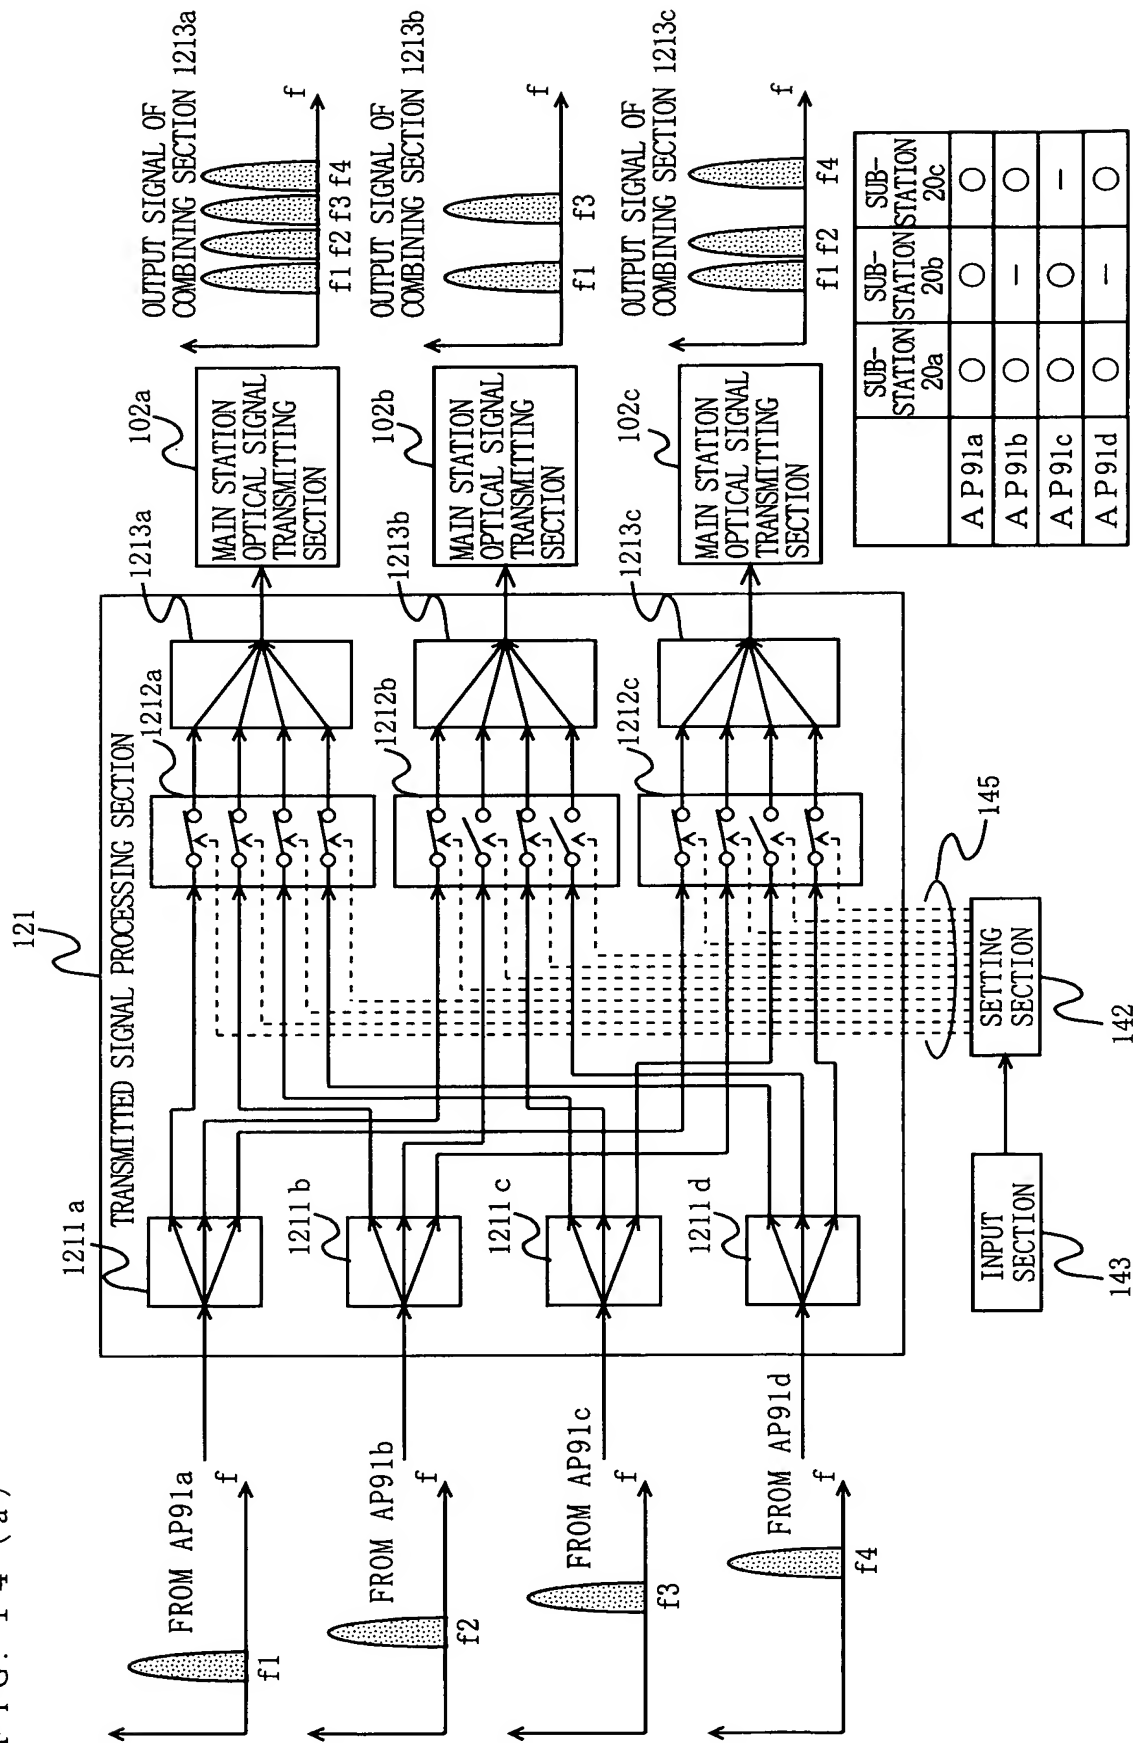 FIG. 14 (a)
121
TRANSMITTED SIGNAL PROCESSING SECTION
FROM AP91a
f
f1
FROM AP91b
f
f2
FROM AP91c
f
f3
FROM AP91d
f
f4
1211a
1211b
1211c
1211d
1212a
1212b
1212c
1213a
1213b
1213c
102a
MAIN STATION
OPTICAL SIGNAL
TRANSMITTING
SECTION
102b
MAIN STATION
OPTICAL SIGNAL
TRANSMITTING
SECTION
102c
MAIN STATION
OPTICAL SIGNAL
TRANSMITTING
SECTION
OUTPUT SIGNAL OF
COMBINING SECTION 1213a
f
f1 f2 f3 f4
OUTPUT SIGNAL OF
COMBINING SECTION 1213b
f
f1 f3
OUTPUT SIGNAL OF
COMBINING SECTION 1213c
f
f1 f2 f4
145
SETTING
SECTION
142
INPUT
SECTION
143
SUB-
STATION
20a
SUB-
STATION
20b
SUB-
STATION
20c
AP91a ○ ○ ○
AP91b ○ − ○
AP91c ○ ○ −
AP91d ○ − ○